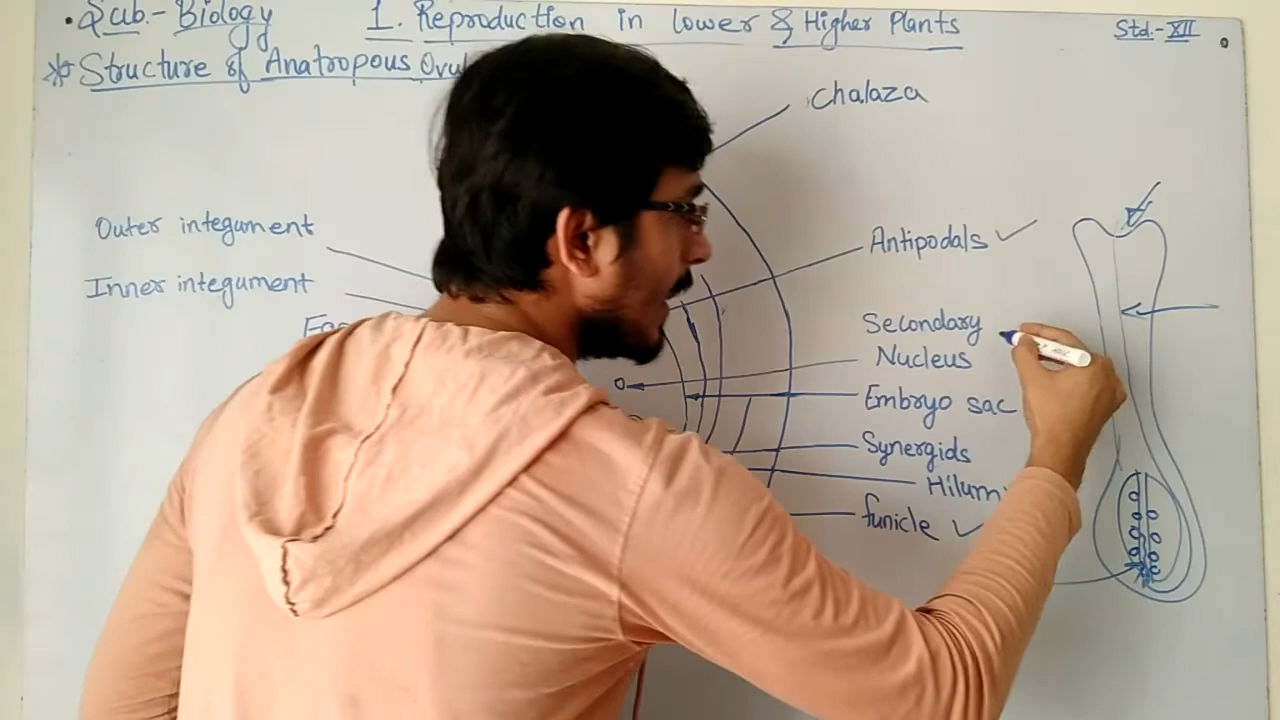 Sub.- Biology 1. Reproduction in lower & Higher Plants Std.- XII
Structure of Anatropous
Chalaza
Outer integument
Inner integument
Antipodals
Secondary
Nucleus
Embryo sac
Synergids
Hilum
funicle